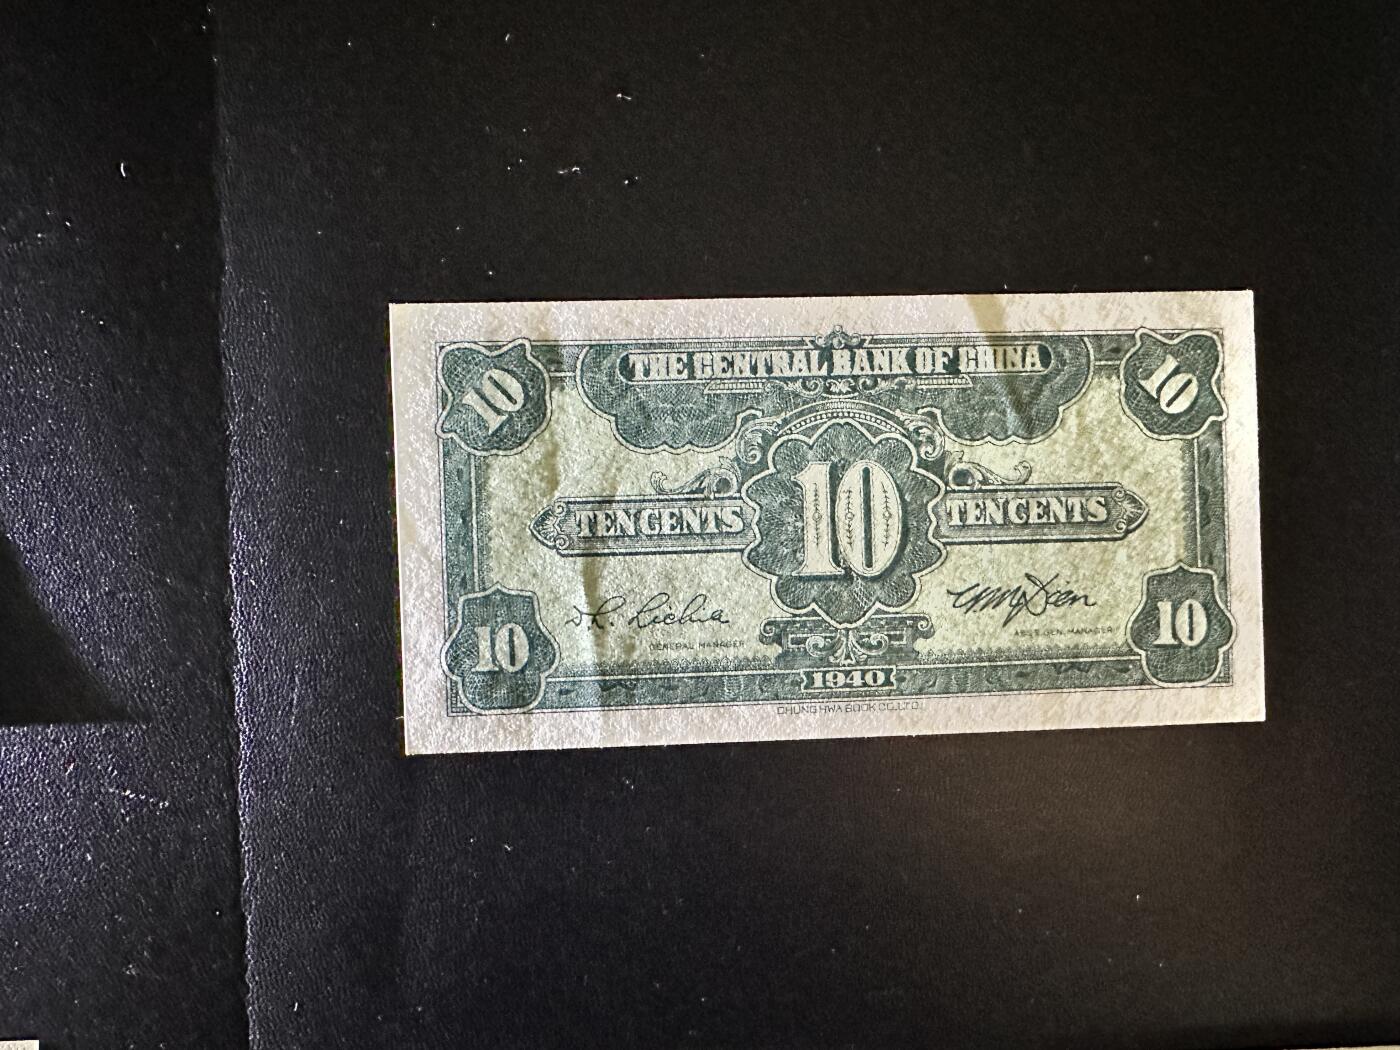 THE CENTRAL BANK OF CHINA
10 10
TEN CENTS 10 TEN CENTS
GENERAL MANAGER ASS'T GEN. MANAGER
10 10
1940
CHUNG HWA BOOK CO., LTD.